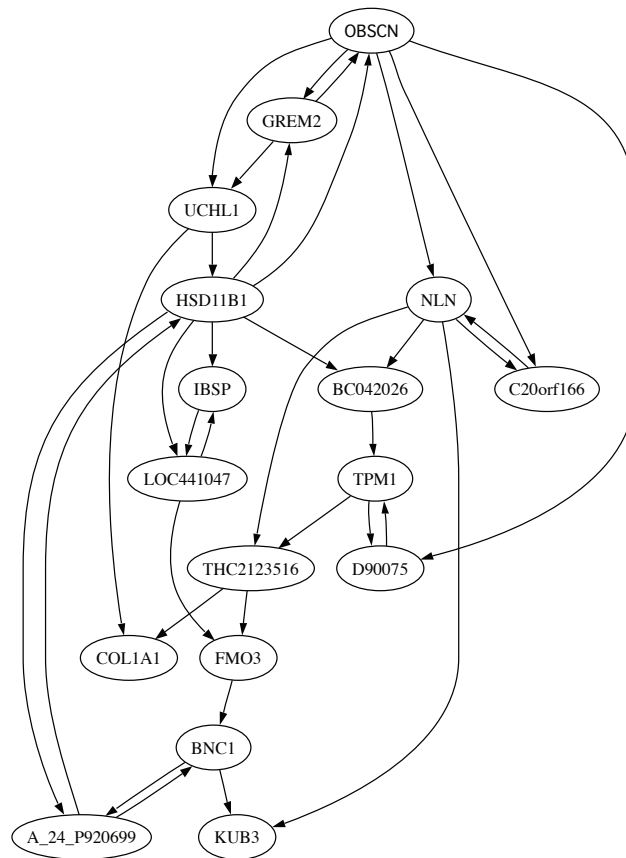 OBSCN
GREM2
UCHL1
HSD11B1
NLN
IBSP
BC042026
C20orf166
LOC441047
TPM1
THC2123516
D90075
COL1A1
FMO3
BNC1
A_24_P920699
KUB3